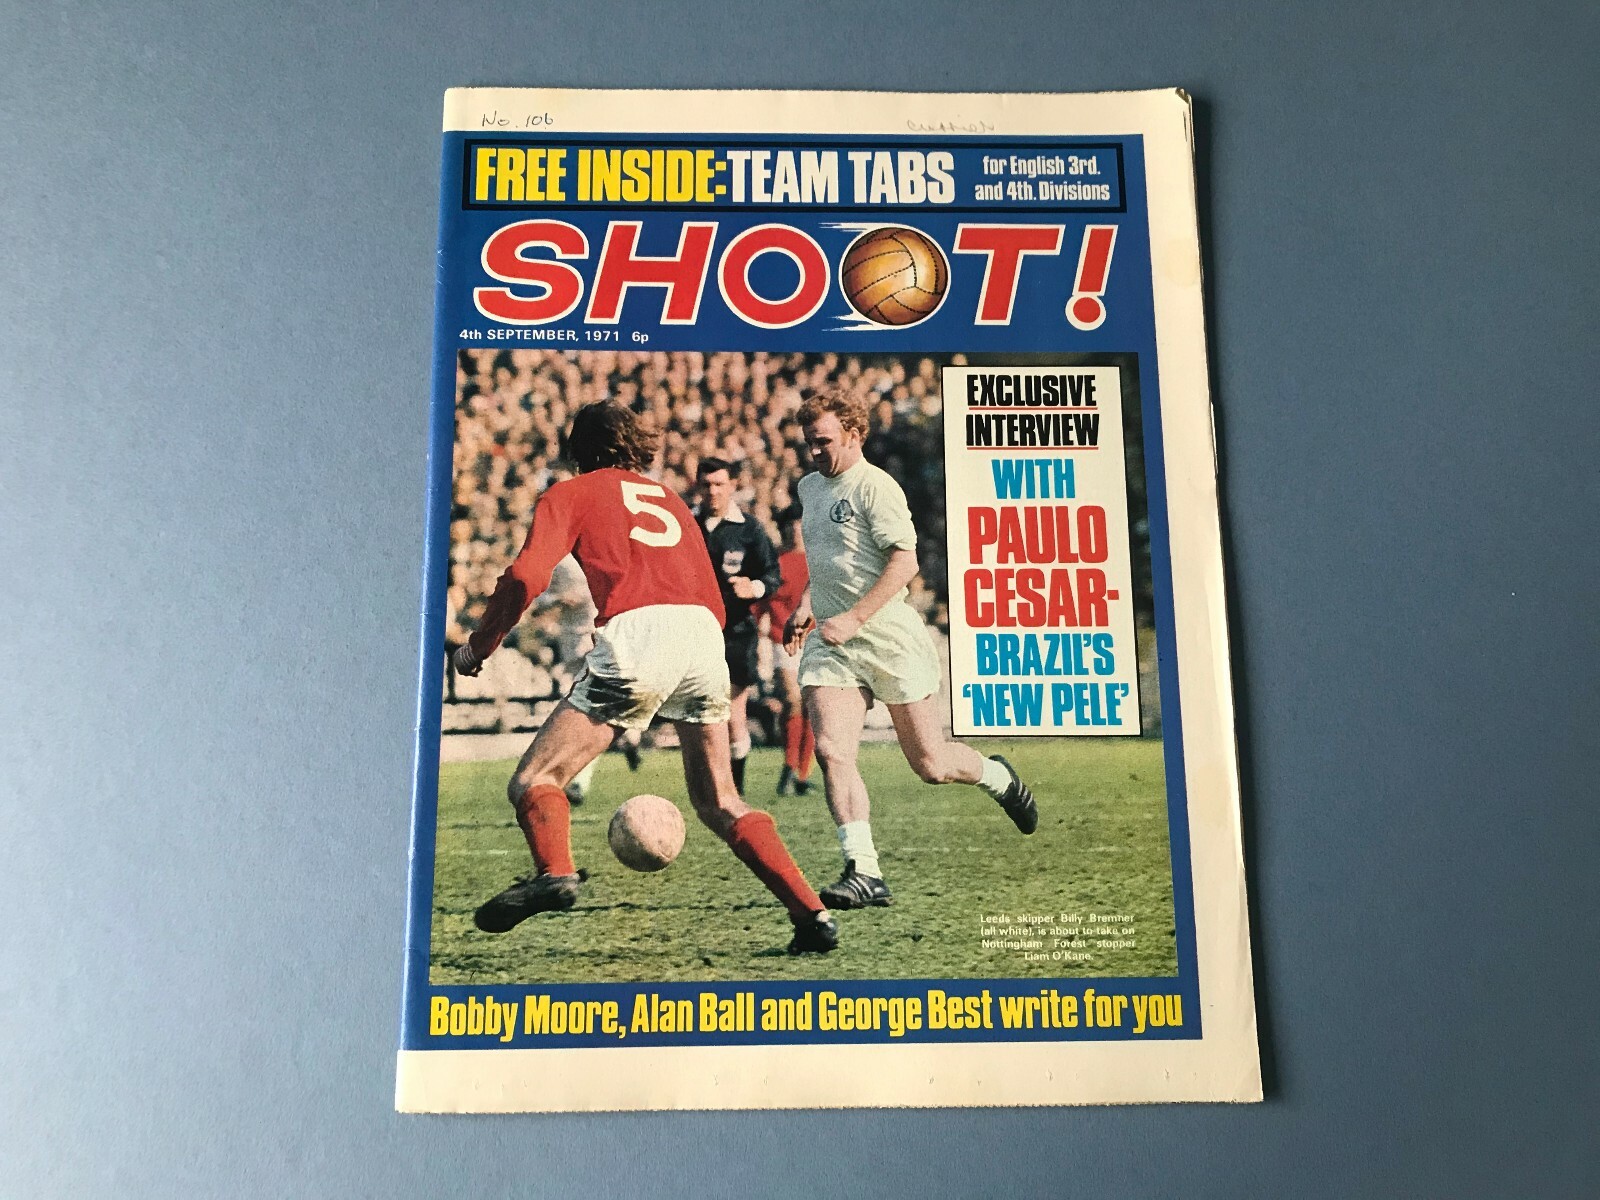 No. 106
FREE INSIDE: TEAM TABS
for English 3rd.
and 4th. Divisions
SHOOT!
4th SEPTEMBER, 1971 6p
EXCLUSIVE
INTERVIEW
WITH
PAULO
CESAR-
BRAZIL'S
'NEW PELE'
5
Leeds skipper Billy Bremner
(all white), is about to take on
Nottingham Forest stopper
Liam O'Kane.
Bobby Moore, Alan Ball and George Best write for you